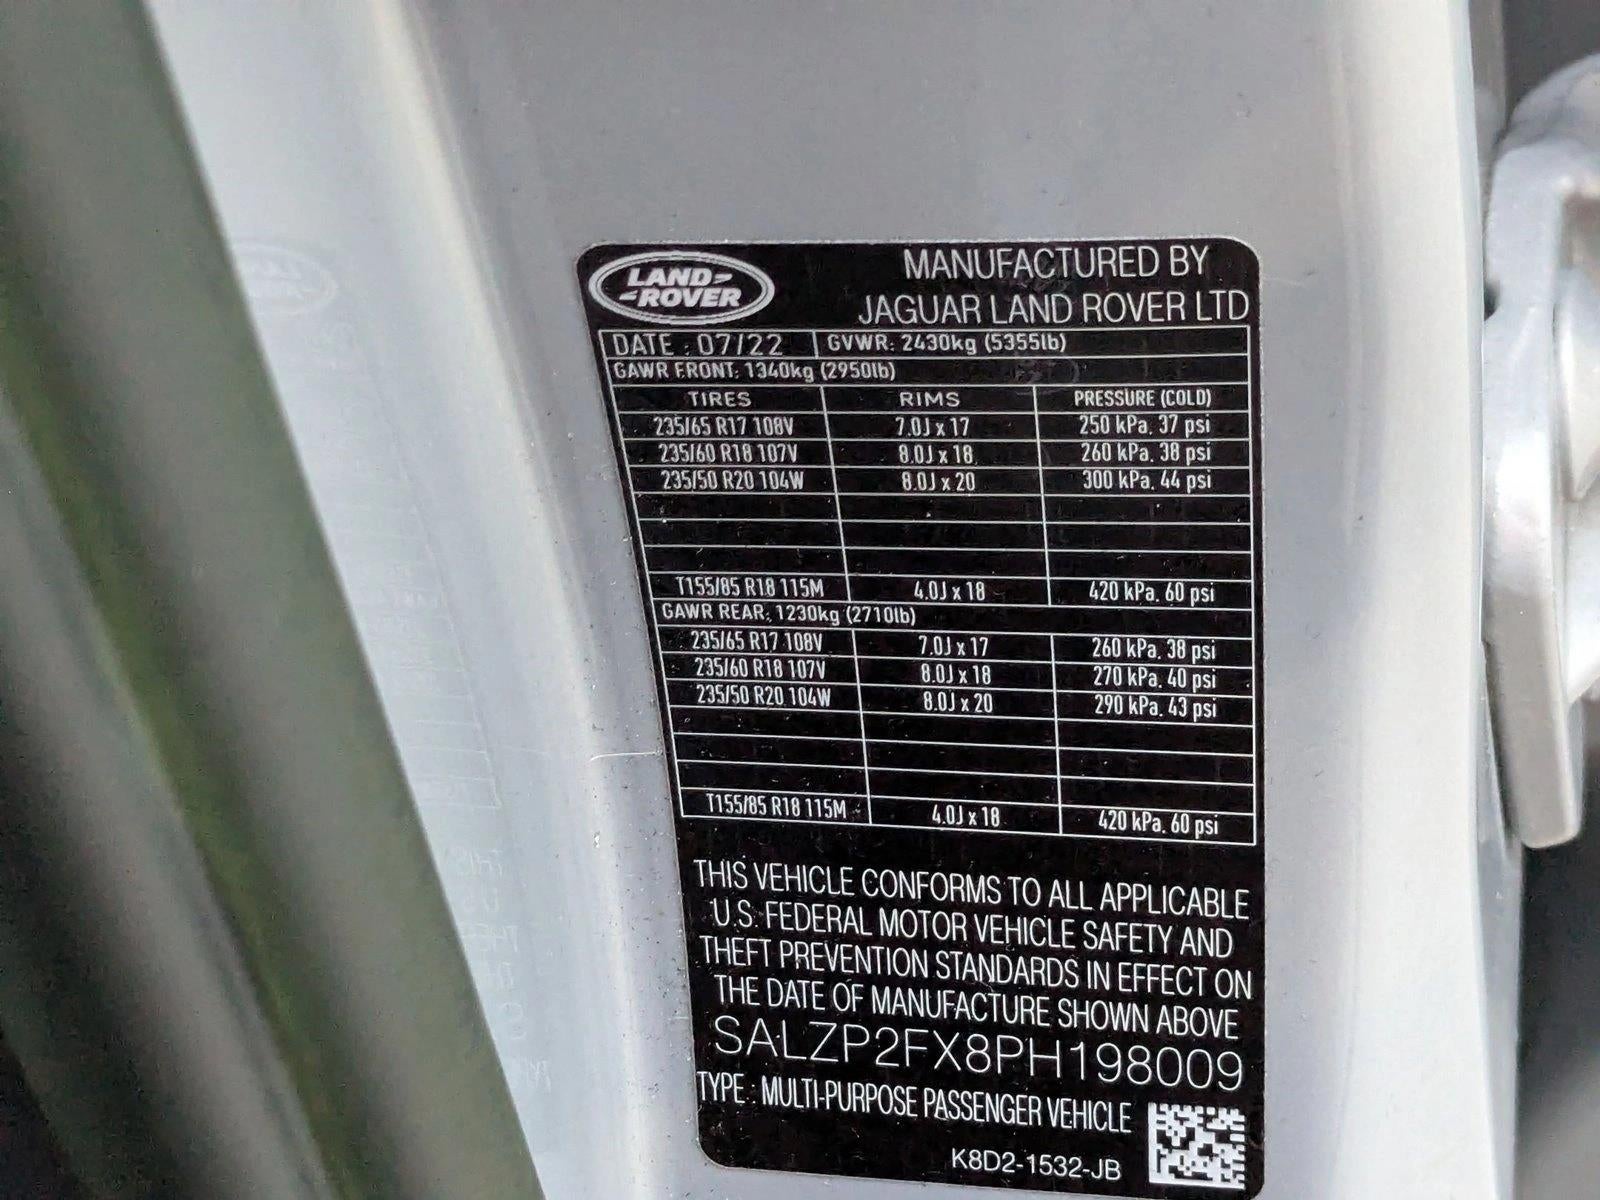 LAND-
-ROVER
MANUFACTURED BY
JAGUAR LAND ROVER LTD
DATE : 07/22 GVWR: 2430kg (5355lb)
GAWR FRONT: 1340kg (2950lb)
TIRES RIMS PRESSURE (COLD)
235/65 R17 108V 7.0J x 17 250 kPa. 37 psi
235/60 R18 107V 8.0J x 18 260 kPa. 38 psi
235/50 R20 104W 8.0J x 20 300 kPa. 44 psi
T155/85 R18 115M 4.0J x 18 420 kPa. 60 psi
GAWR REAR: 1230kg (2710lb)
235/65 R17 108V 7.0J x 17 260 kPa. 38 psi
235/60 R18 107V 8.0J x 18 270 kPa. 40 psi
235/50 R20 104W 8.0J x 20 290 kPa. 43 psi
T155/85 R18 115M 4.0J x 18 420 kPa. 60 psi
THIS VEHICLE CONFORMS TO ALL APPLICABLE
U.S. FEDERAL MOTOR VEHICLE SAFETY AND
THEFT PREVENTION STANDARDS IN EFFECT ON
THE DATE OF MANUFACTURE SHOWN ABOVE
SALZP2FX8PH198009
TYPE : MULTI-PURPOSE PASSENGER VEHICLE
K8D2-1532-JB